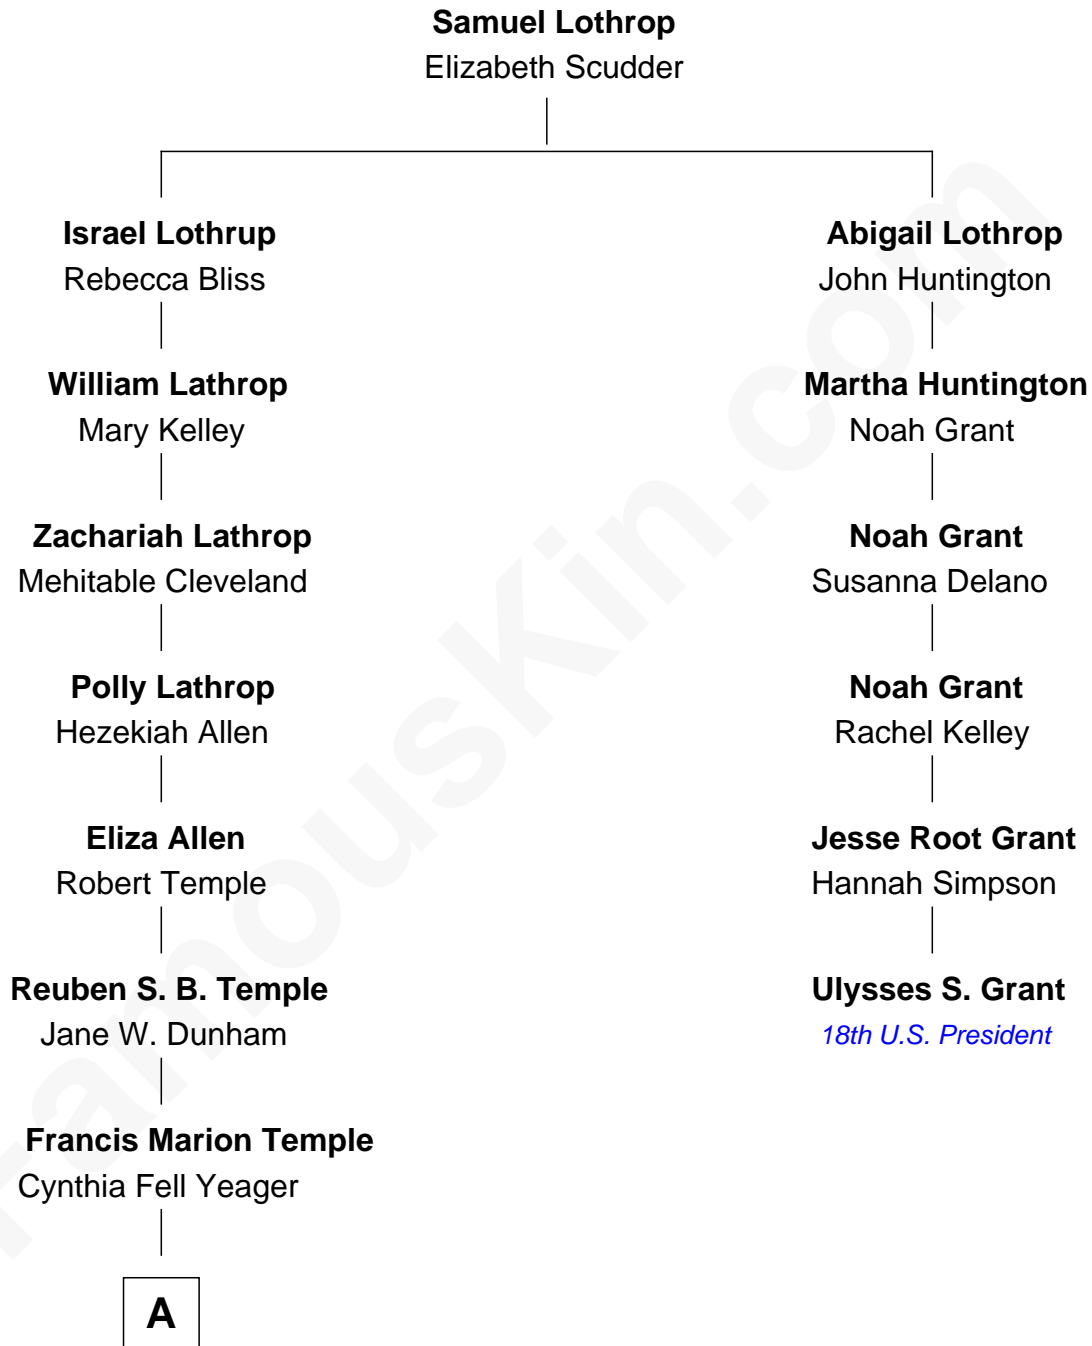 Samuel Lothrop
Elizabeth Scudder
Israel Lothrup
Rebecca Bliss
Abigail Lothrop
John Huntington
William Lathrop
Mary Kelley
Martha Huntington
Noah Grant
Zachariah Lathrop
Mehitable Cleveland
Noah Grant
Susanna Delano
Polly Lathrop
Hezekiah Allen
Noah Grant
Rachel Kelley
Eliza Allen
Robert Temple
Jesse Root Grant
Hannah Simpson
Reuben S. B. Temple
Jane W. Dunham
Ulysses S. Grant
18th U.S. President
Francis Marion Temple
Cynthia Fell Yeager
A
FamousKin.com